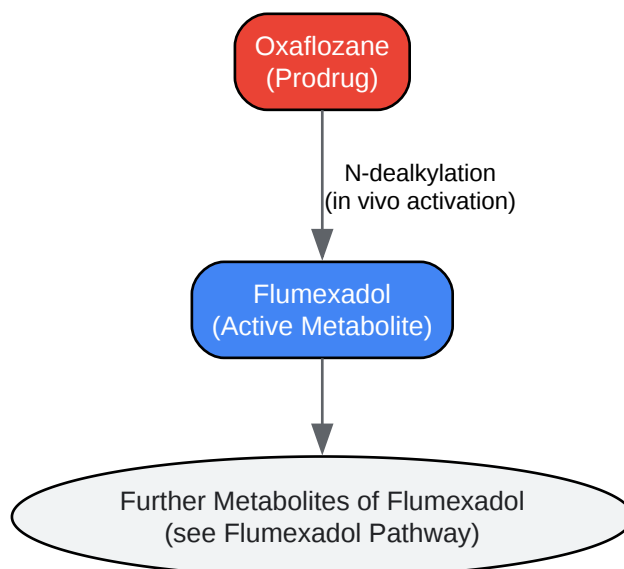 Oxaflozane
(Prodrug)
N-dealkylation
(in vivo activation)
Flumexadol
(Active Metabolite)
Further Metabolites of Flumexadol
(see Flumexadol Pathway)